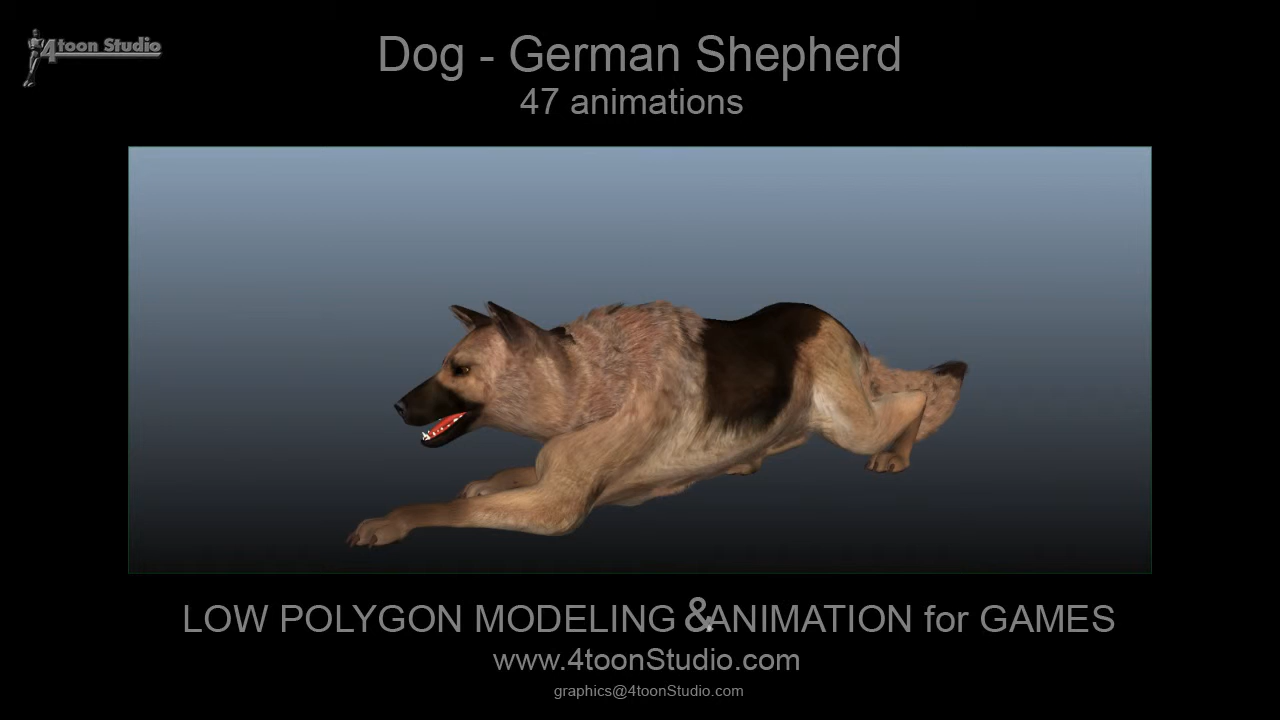 4toon Studio
Dog - German Shepherd
47 animations
LOW POLYGON MODELING & ANIMATION for GAMES
www.4toonStudio.com
graphics@4toonStudio.com